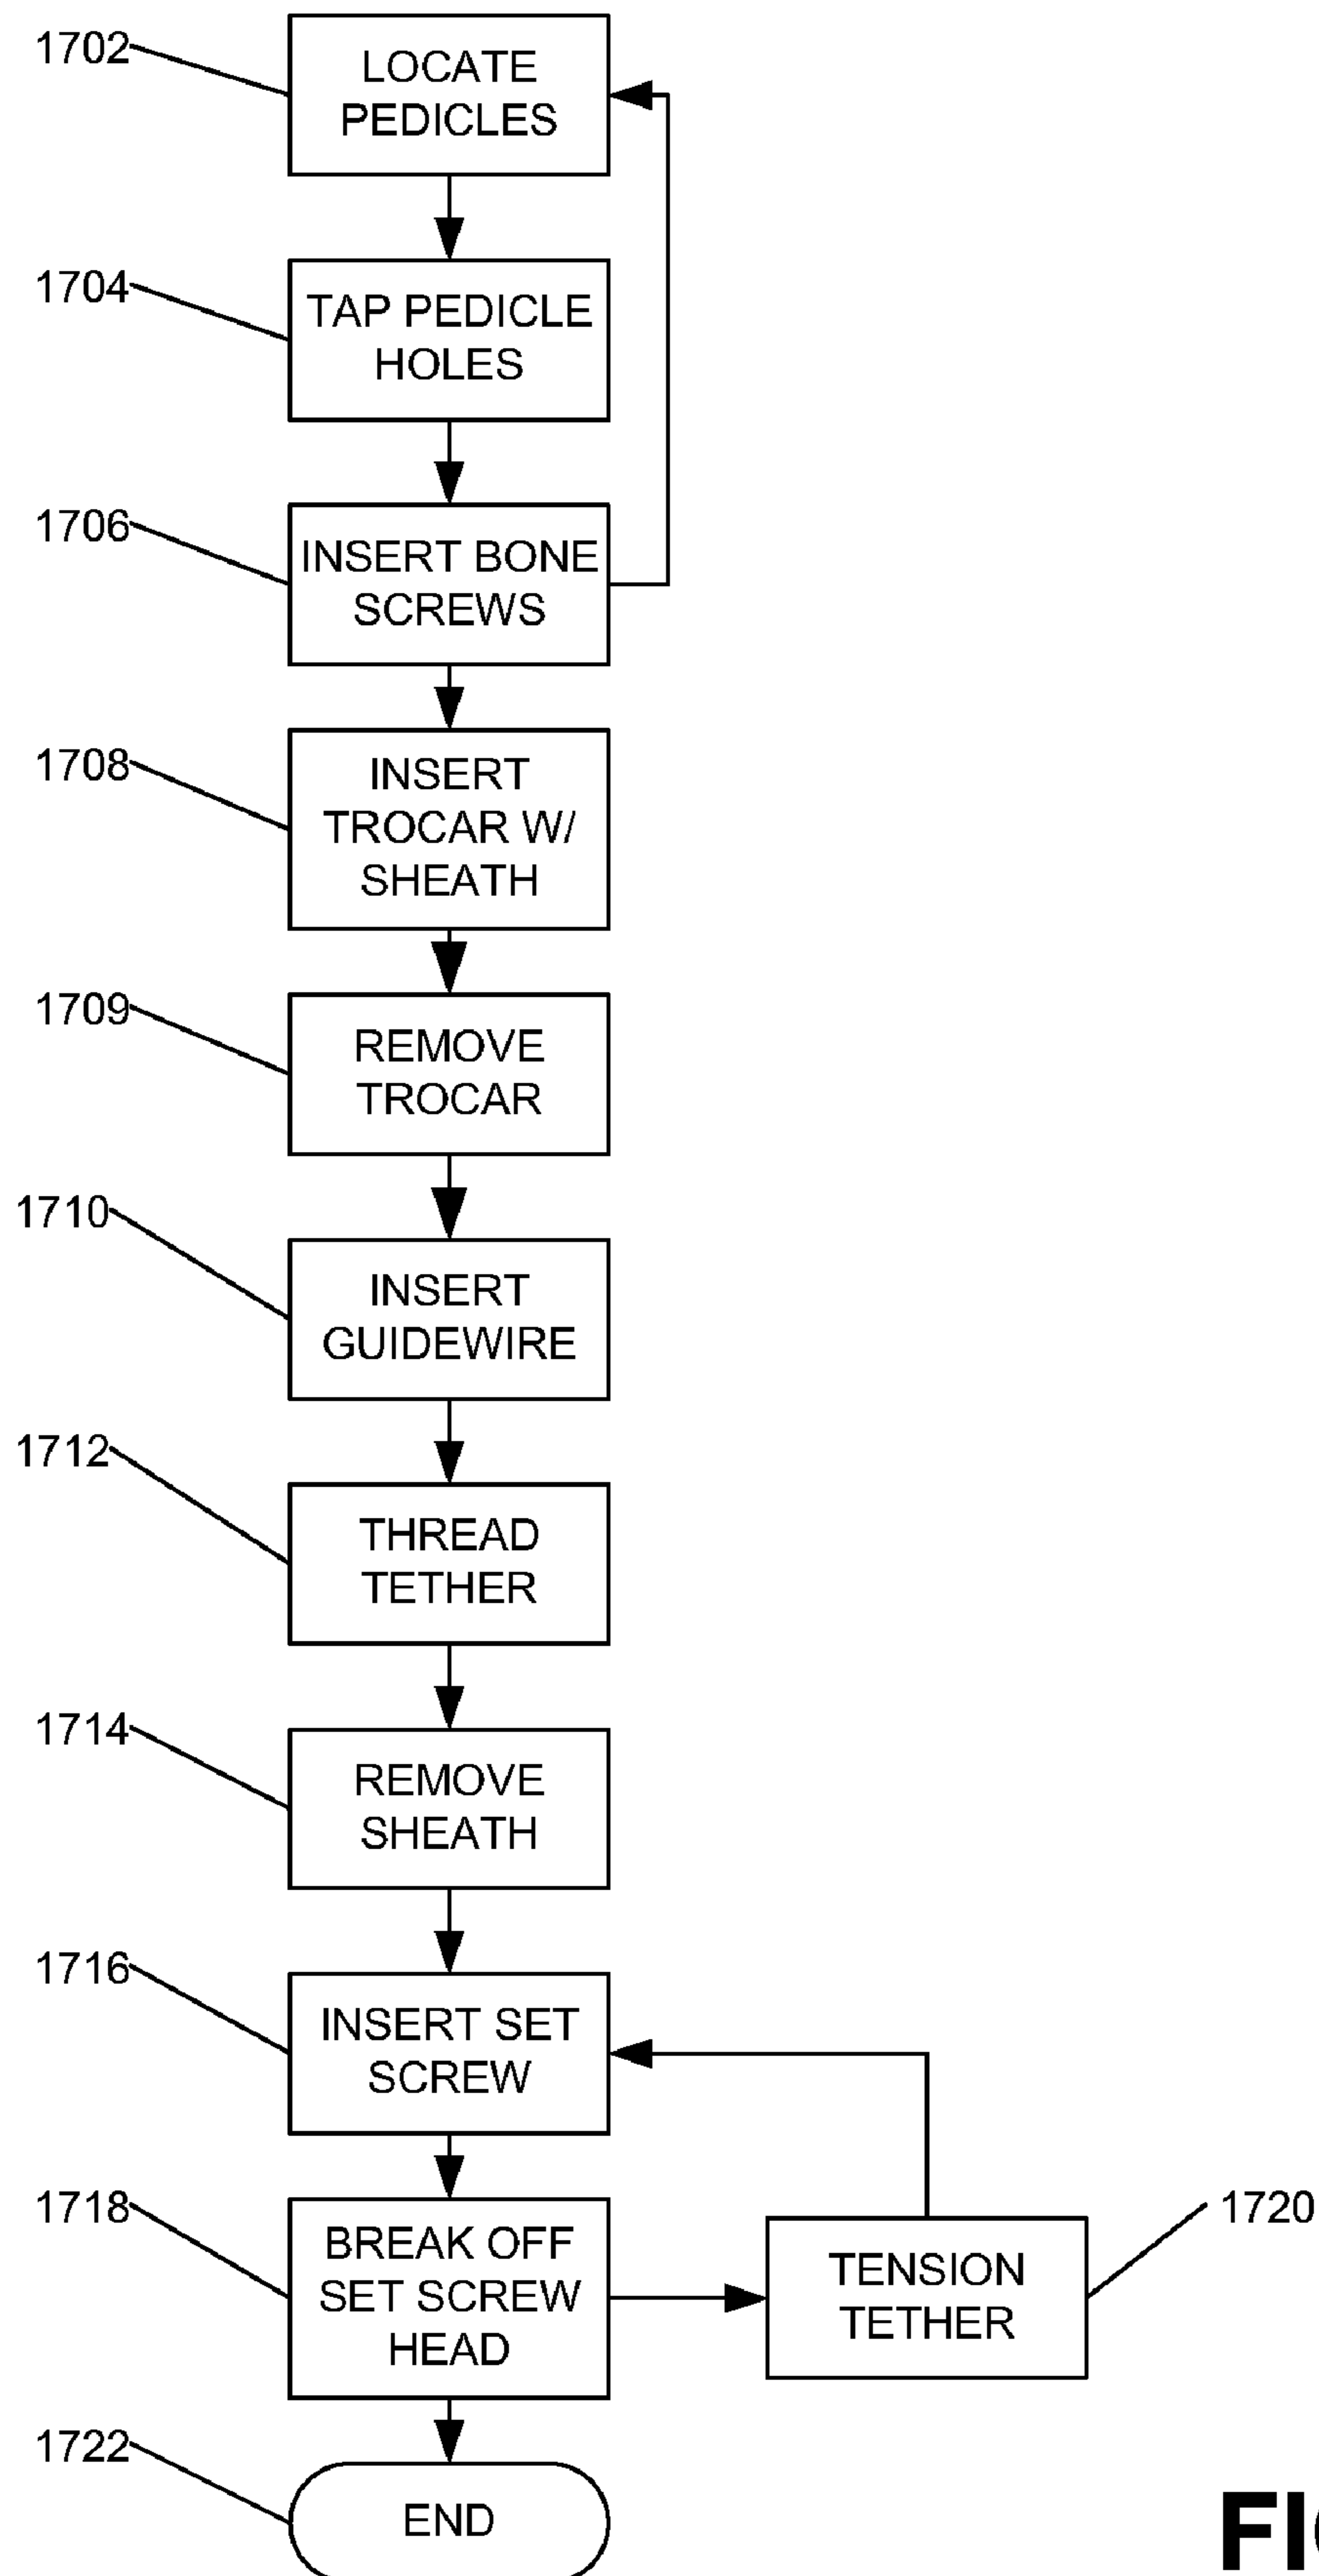 1702
LOCATE
PEDICLES
1704
TAP PEDICLE
HOLES
1706
INSERT BONE
SCREWS
1708
INSERT
TROCAR W/
SHEATH
1709
REMOVE
TROCAR
1710
INSERT
GUIDEWIRE
1712
THREAD
TETHER
1714
REMOVE
SHEATH
1716
INSERT SET
SCREW
1718
BREAK OFF
SET SCREW
HEAD
1720
TENSION
TETHER
1722
END